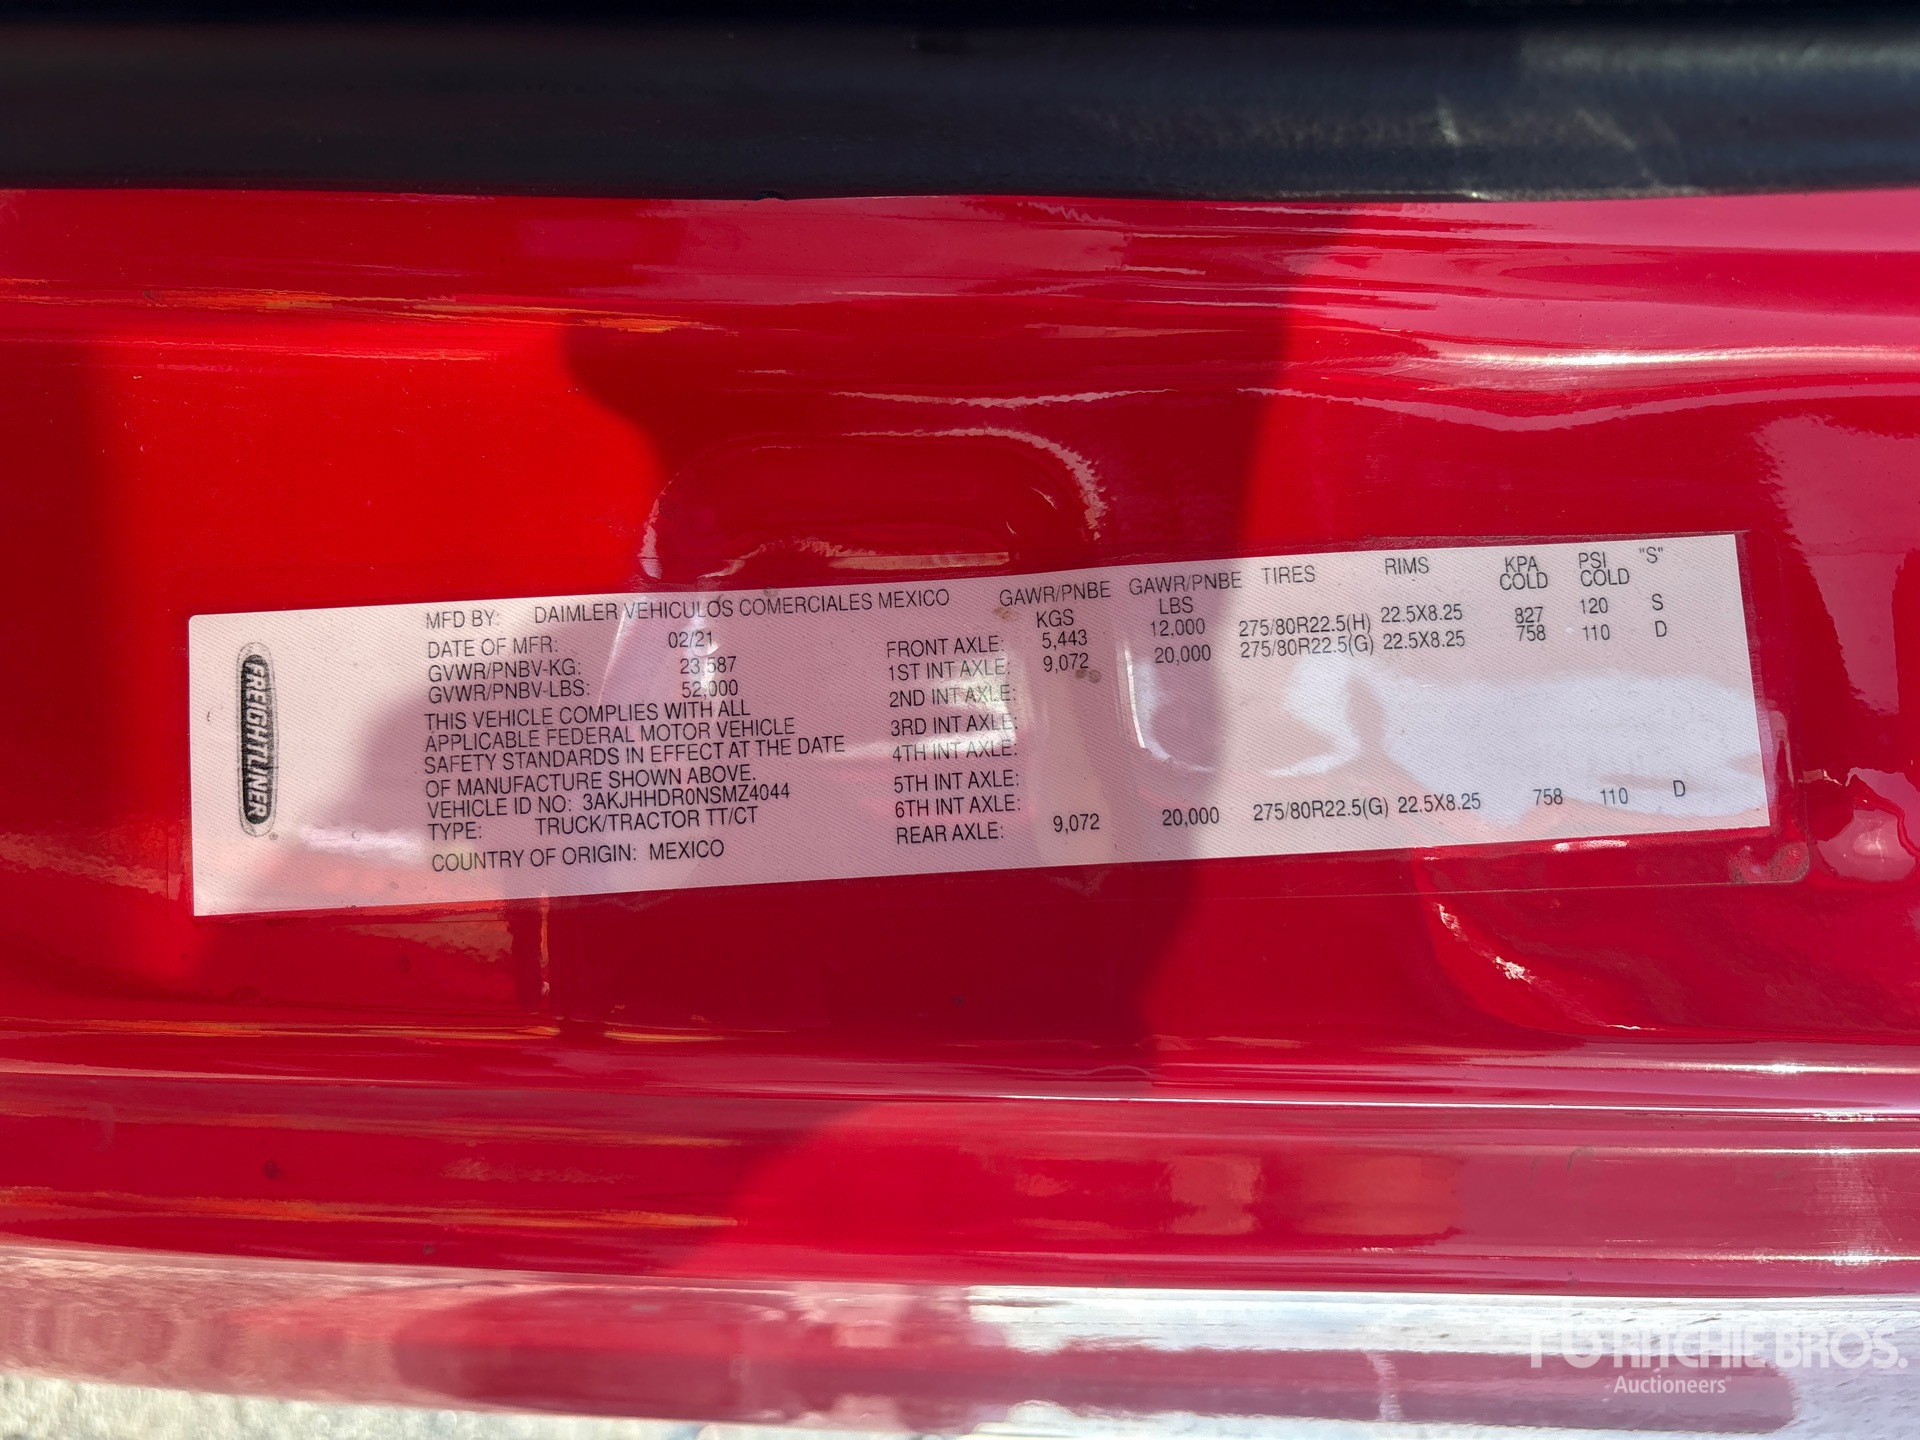 FREIGHTLINER®
MFD BY: DAIMLER VEHICULOS COMERCIALES MEXICO
DATE OF MFR: 02/21
GVWR/PNBV-KG: 23,587
GVWR/PNBV-LBS: 52,000
THIS VEHICLE COMPLIES WITH ALL
APPLICABLE FEDERAL MOTOR VEHICLE
SAFETY STANDARDS IN EFFECT AT THE DATE
OF MANUFACTURE SHOWN ABOVE.
VEHICLE ID NO: 3AKJHHDR0NSMZ4044
TYPE: TRUCK/TRACTOR TT/CT
COUNTRY OF ORIGIN: MEXICO
GAWR/PNBE KGS GAWR/PNBE LBS TIRES RIMS KPA COLD PSI COLD "S"
FRONT AXLE: 5,443 12,000 275/80R22.5(H) 22.5X8.25 827 120 S
1ST INT AXLE: 9,072 20,000 275/80R22.5(G) 22.5X8.25 758 110 D
2ND INT AXLE:
3RD INT AXLE:
4TH INT AXLE:
5TH INT AXLE:
6TH INT AXLE:
REAR AXLE: 9,072 20,000 275/80R22.5(G) 22.5X8.25 758 110 D
RITCHIE BROS.
Auctioneers